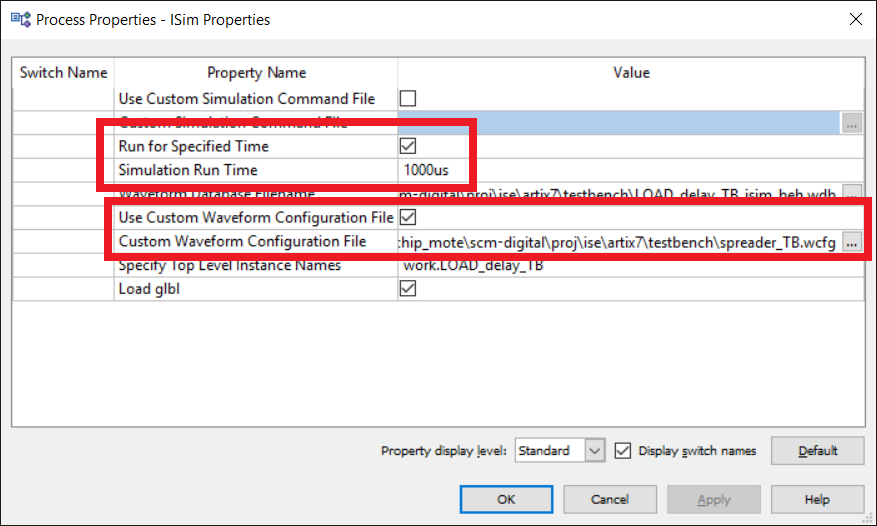 Process Properties - ISim Properties
Switch Name Property Name Value
Use Custom Simulation Command File
Custom Simulation Command File ...
Run for Specified Time
Simulation Run Time 1000us
Waveform Database Filename m-digital\proj\ise\artix7\testbench\LOAD_delay_TB_isim_beh.wdb ...
Use Custom Waveform Configuration File
Custom Waveform Configuration File chip_mote\scm-digital\proj\ise\artix7\testbench\spreader_TB.wcfg ...
Specify Top Level Instance Names work.LOAD_delay_TB
Load glbl
Property display level: Standard Display switch names Default
OK Cancel Apply Help